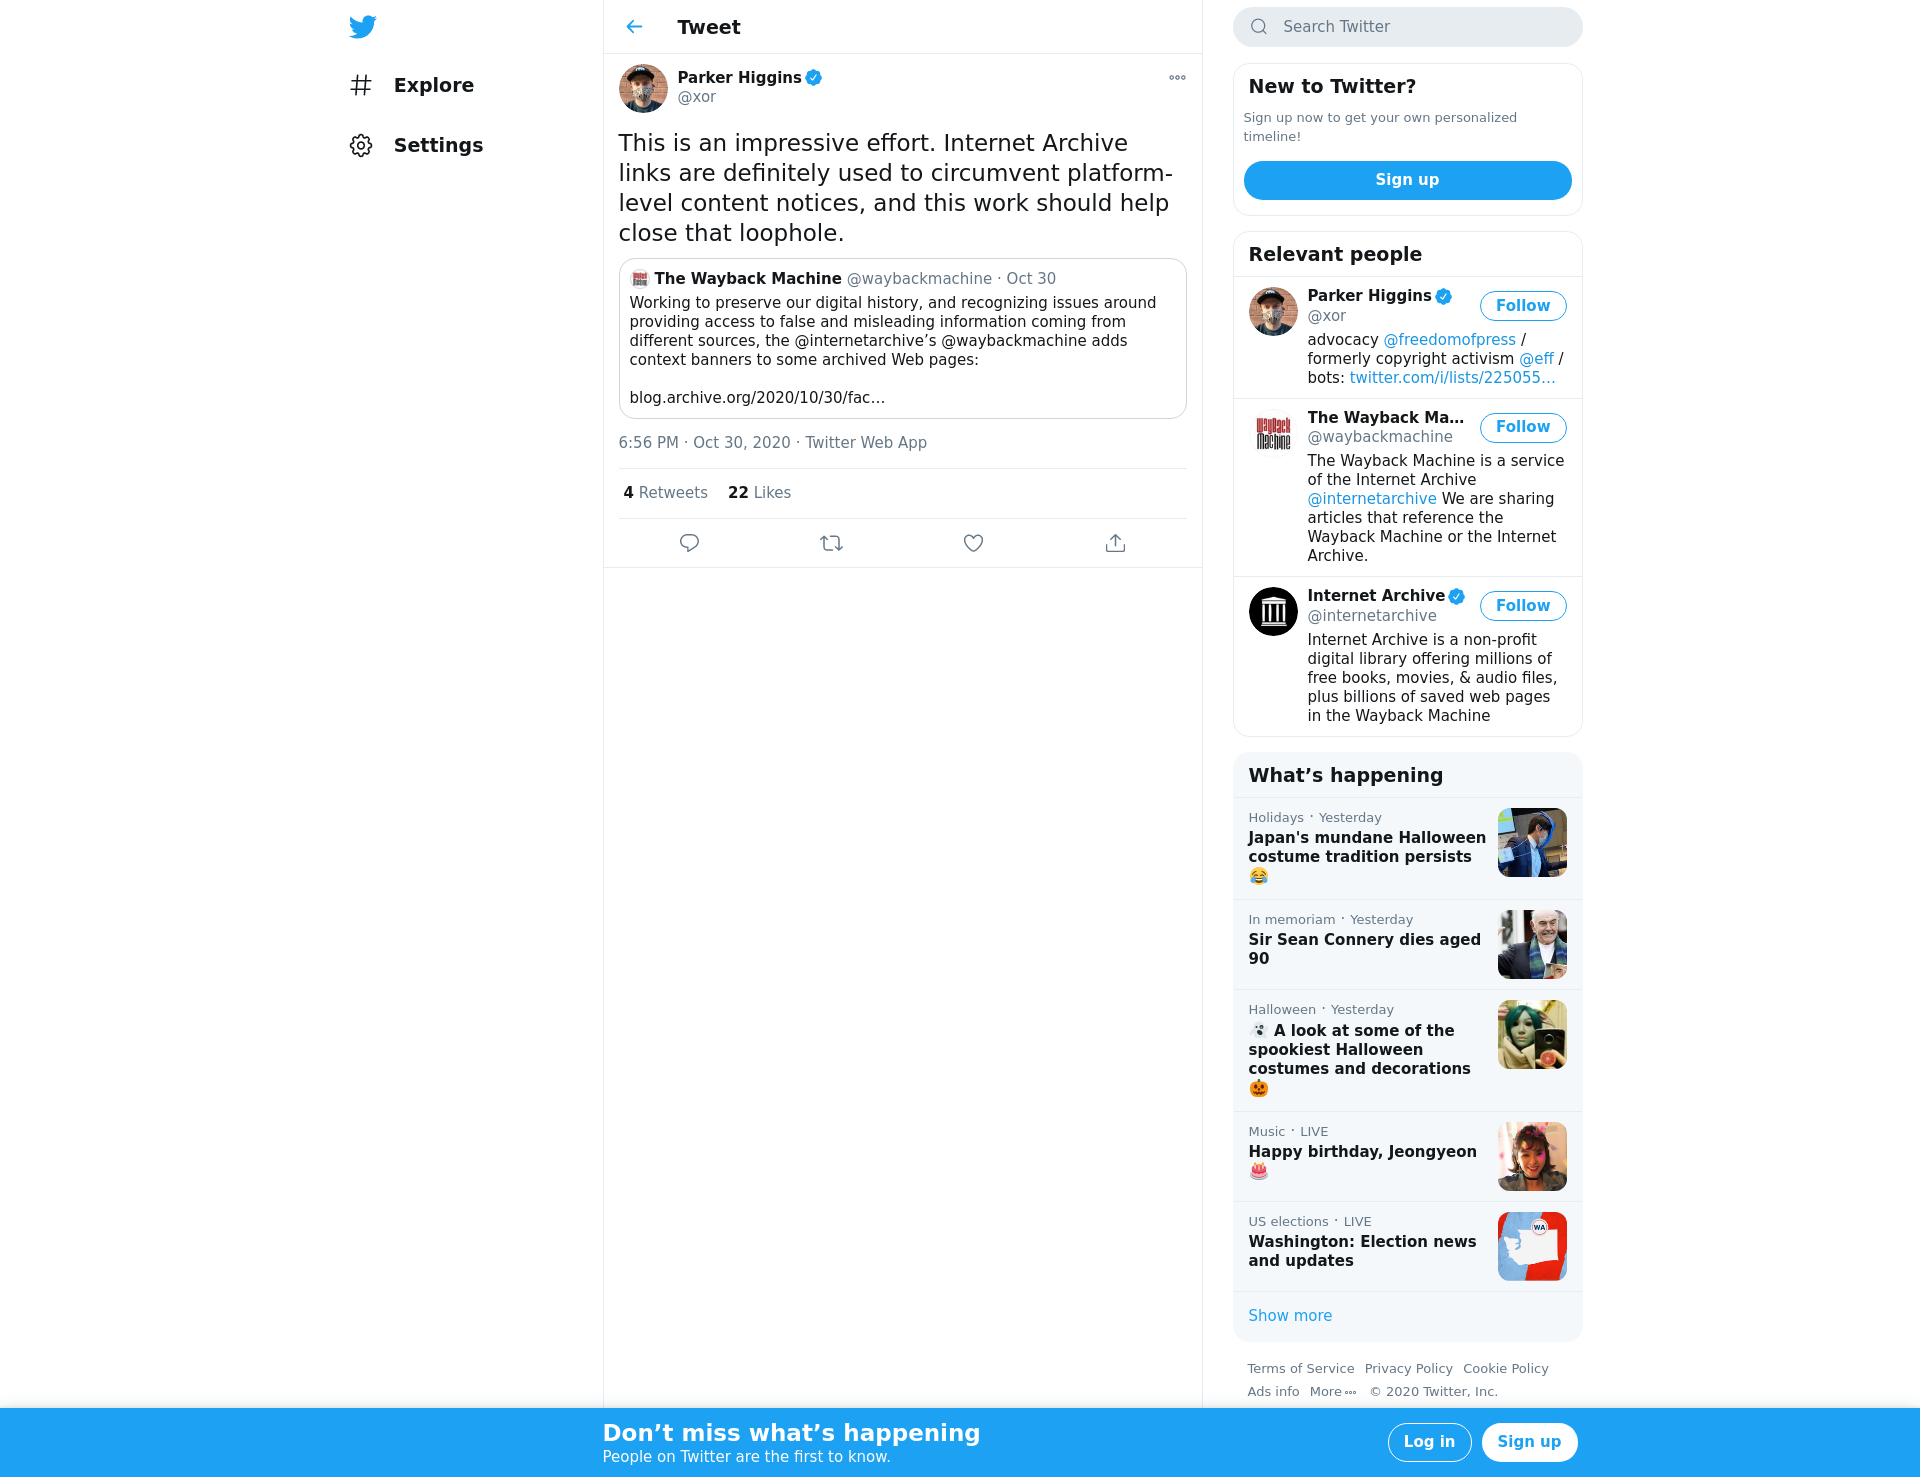 Explore
Settings
Tweet
Parker Higgins
@xor
This is an impressive effort. Internet Archive
links are definitely used to circumvent platform-
level content notices, and this work should help
close that loophole.
The Wayback Machine @waybackmachine · Oct 30
Working to preserve our digital history, and recognizing issues around
providing access to false and misleading information coming from
different sources, the @internetarchive’s @waybackmachine adds
context banners to some archived Web pages:
blog.archive.org/2020/10/30/fac…
6:56 PM · Oct 30, 2020 · Twitter Web App
4 Retweets 22 Likes
Search Twitter
New to Twitter?
Sign up now to get your own personalized
timeline!
Sign up
Relevant people
Parker Higgins
@xor
Follow
advocacy @freedomofpress /
formerly copyright activism @eff /
bots: twitter.com/i/lists/225055…
Wayback
Machine
The Wayback Ma…
@waybackmachine
Follow
The Wayback Machine is a service
of the Internet Archive
@internetarchive We are sharing
articles that reference the
Wayback Machine or the Internet
Archive.
Internet Archive
@internetarchive
Follow
Internet Archive is a non-profit
digital library offering millions of
free books, movies, & audio files,
plus billions of saved web pages
in the Wayback Machine
What’s happening
Holidays · Yesterday
Japan's mundane Halloween
costume tradition persists
😂
In memoriam · Yesterday
Sir Sean Connery dies aged
90
Halloween · Yesterday
👻 A look at some of the
spookiest Halloween
costumes and decorations
🎃
Music · LIVE
Happy birthday, Jeongyeon
🎂
US elections · LIVE
Washington: Election news
and updates
WA
Show more
Terms of Service Privacy Policy Cookie Policy
Ads info More © 2020 Twitter, Inc.
Don’t miss what’s happening
People on Twitter are the first to know.
Log in
Sign up